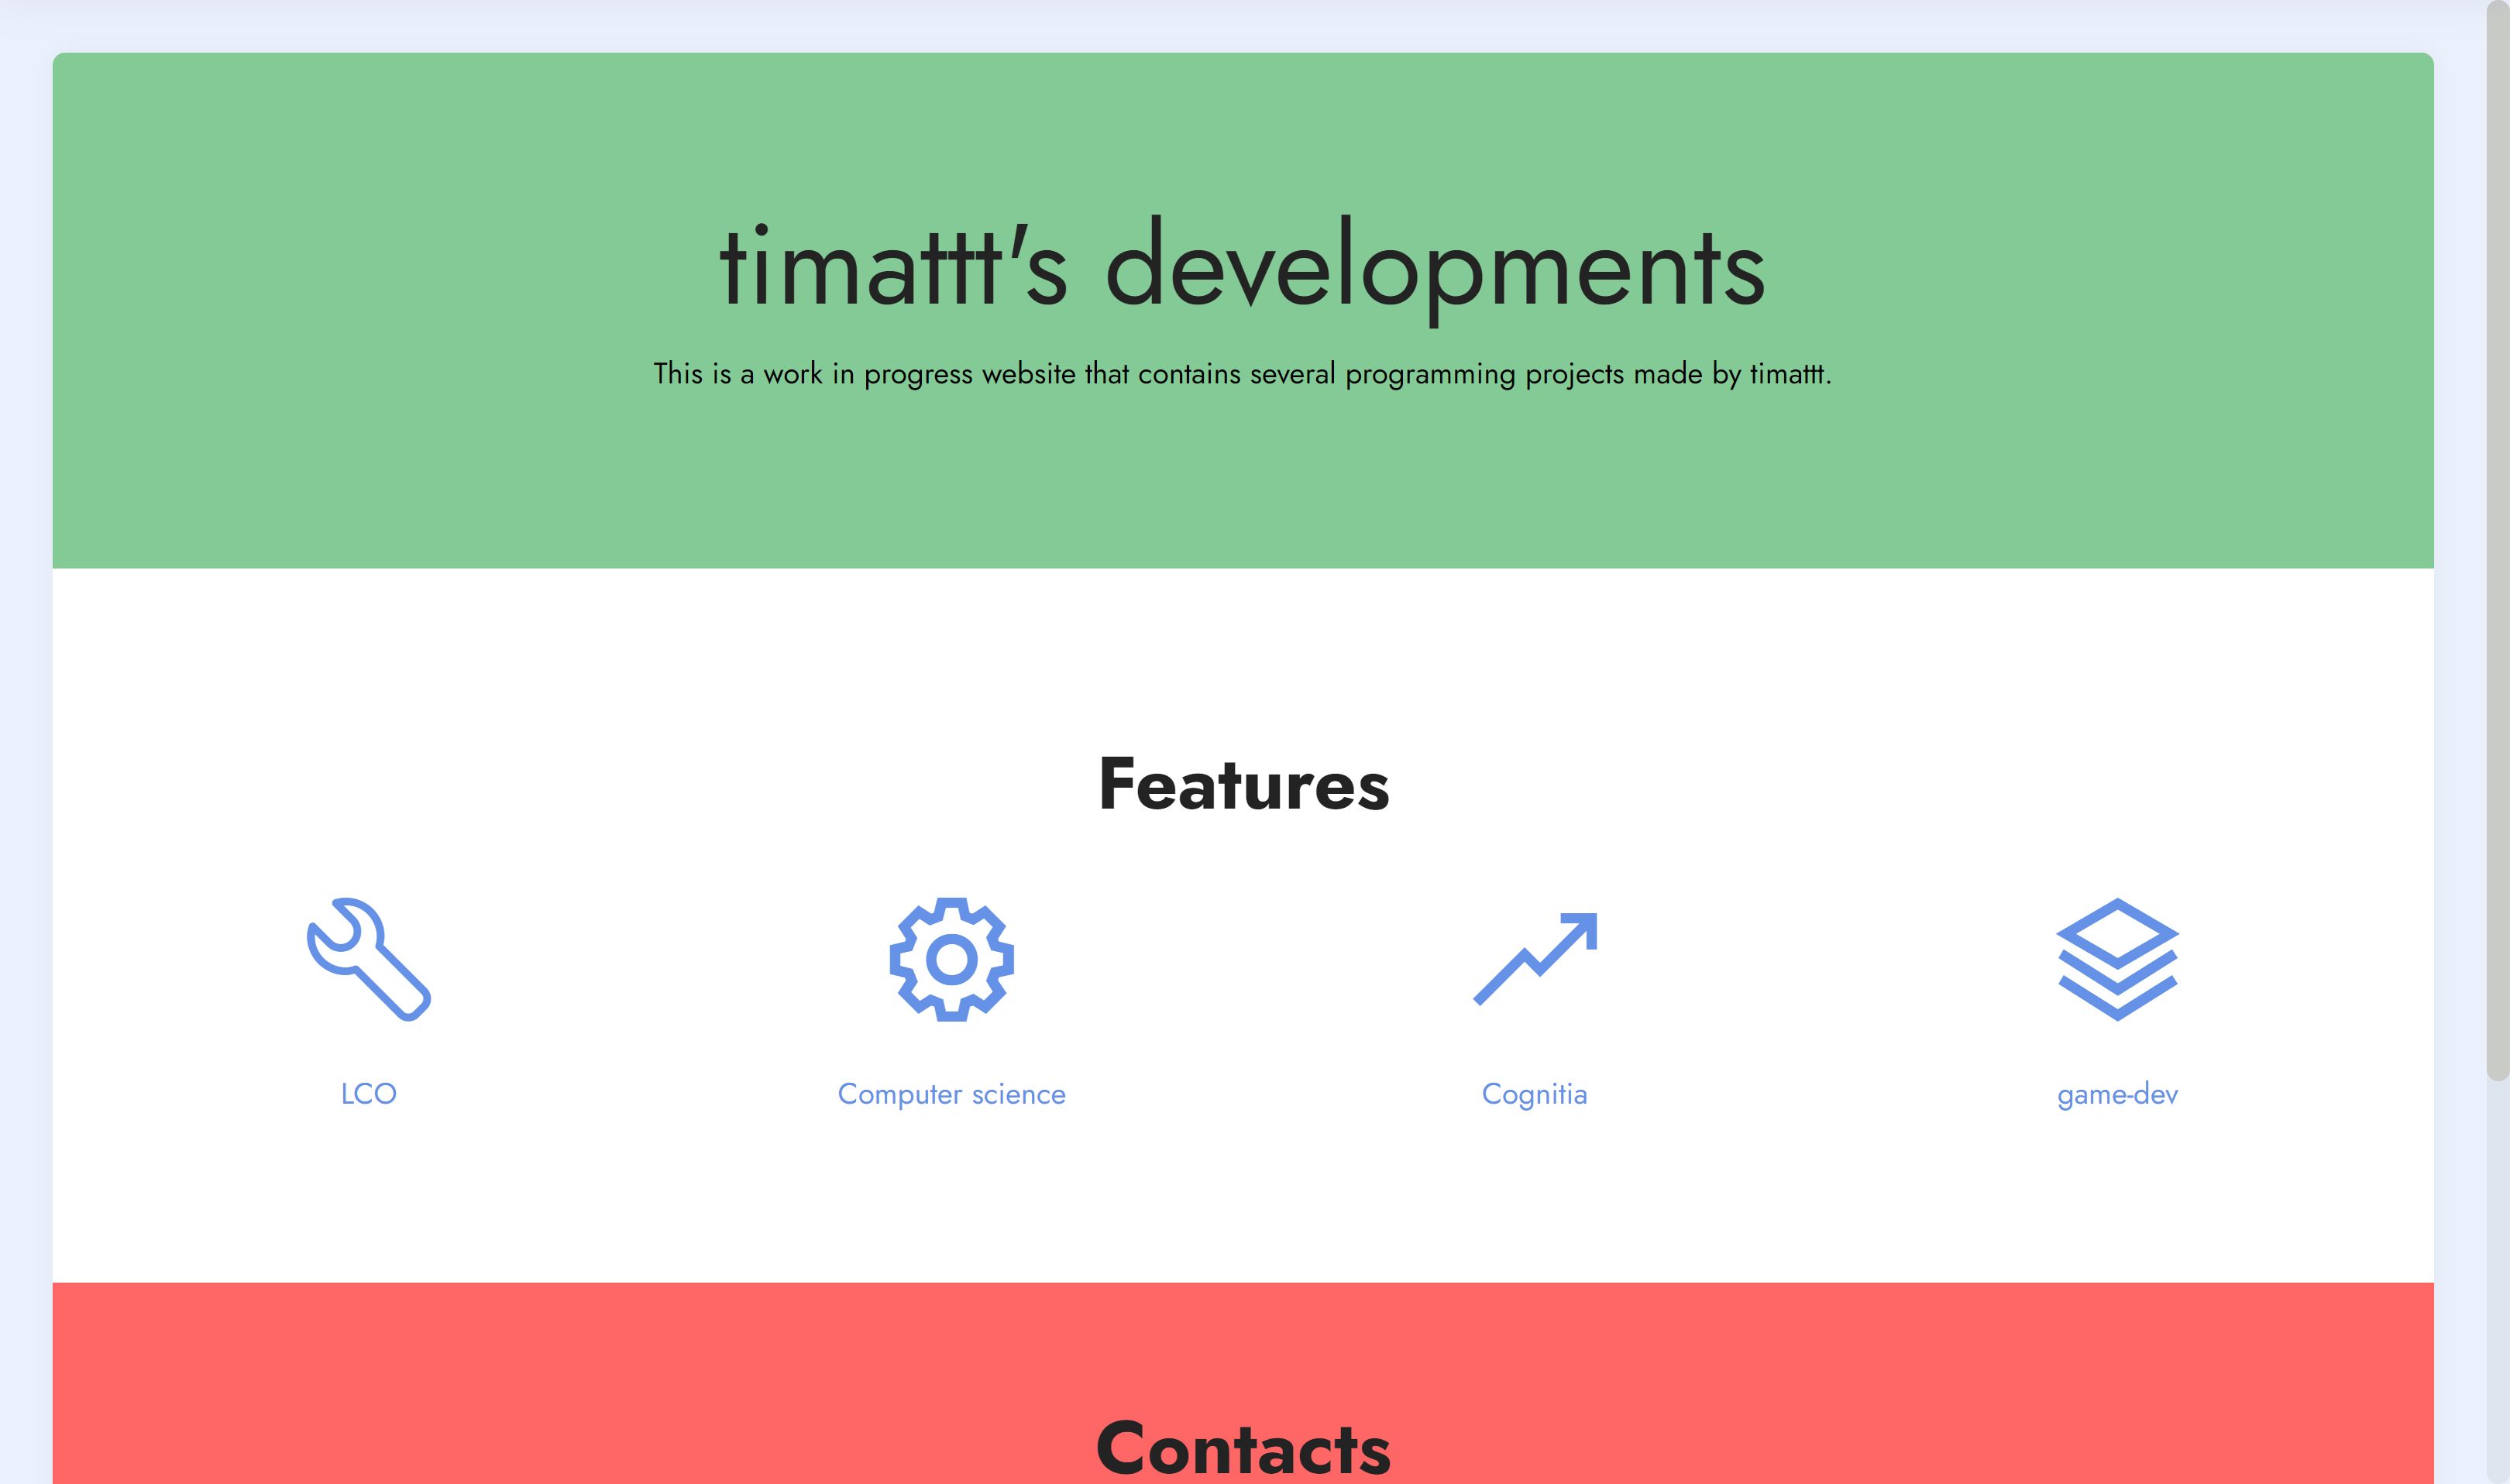 timattt's developments
This is a work in progress website that contains several programming projects made by timattt.
Features
LCO
Computer science
Cognitia
game-dev
Contacts